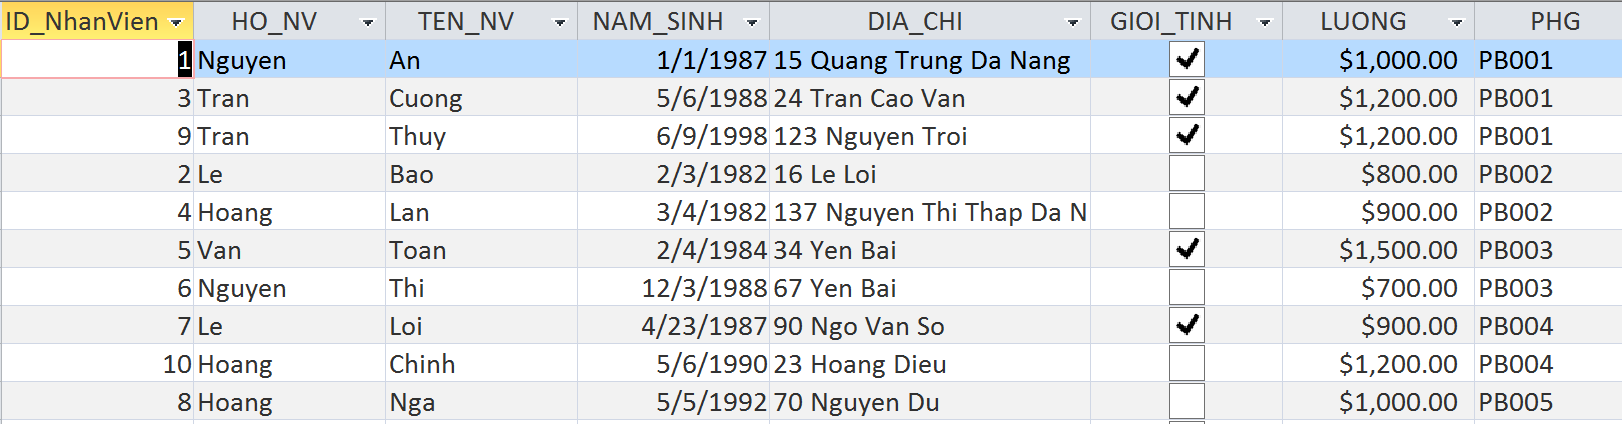 ID_NhanVien HO_NV TEN_NV NAM_SINH DIA_CHI GIOI_TINH LUONG PHG
1 Nguyen An 1/1/1987 15 Quang Trung Da Nang $1,000.00 PB001
3 Tran Cuong 5/6/1988 24 Tran Cao Van $1,200.00 PB001
9 Tran Thuy 6/9/1998 123 Nguyen Troi $1,200.00 PB001
2 Le Bao 2/3/1982 16 Le Loi $800.00 PB002
4 Hoang Lan 3/4/1982 137 Nguyen Thi Thap Da N $900.00 PB002
5 Van Toan 2/4/1984 34 Yen Bai $1,500.00 PB003
6 Nguyen Thi 12/3/1988 67 Yen Bai $700.00 PB003
7 Le Loi 4/23/1987 90 Ngo Van So $900.00 PB004
10 Hoang Chinh 5/6/1990 23 Hoang Dieu $1,200.00 PB004
8 Hoang Nga 5/5/1992 70 Nguyen Du $1,000.00 PB005